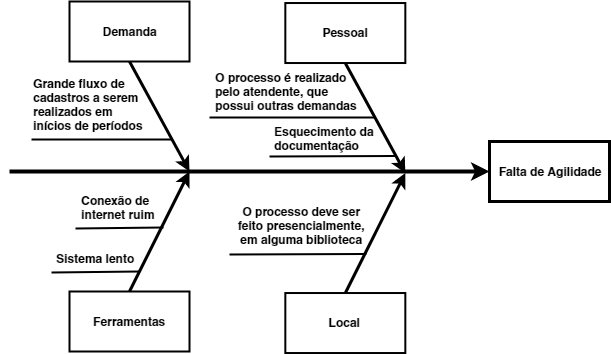 Demanda
Pessoal
Grande fluxo de
cadastros a serem
realizados em
inícios de períodos
O processo é realizado
pelo atendente, que
possui outras demandas
Esquecimento da
documentação
Falta de Agilidade
Conexão de
internet ruim
Sistema lento
O processo deve ser
feito presencialmente,
em alguma biblioteca
Ferramentas
Local